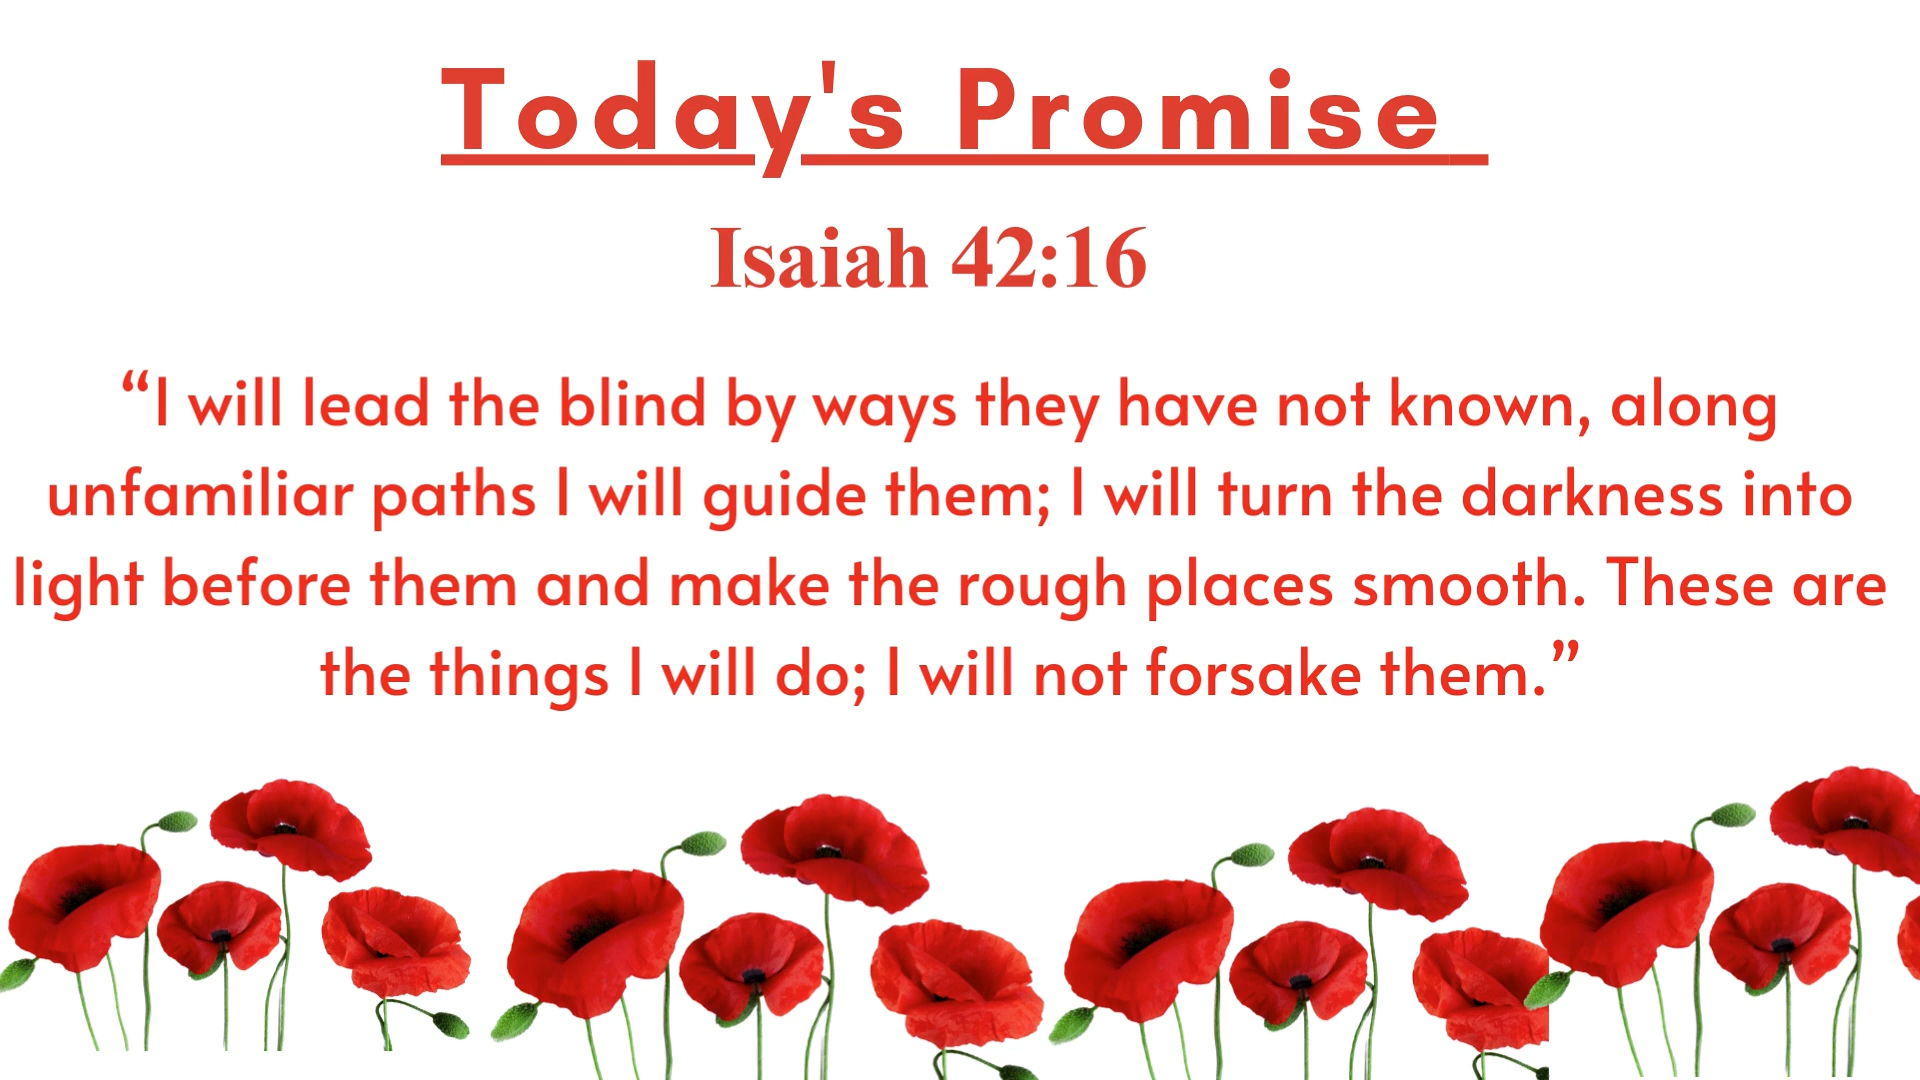 Today's Promise
Isaiah 42:16
“I will lead the blind by ways they have not known, along
unfamiliar paths I will guide them; I will turn the darkness into
light before them and make the rough places smooth. These are
the things I will do; I will not forsake them.”